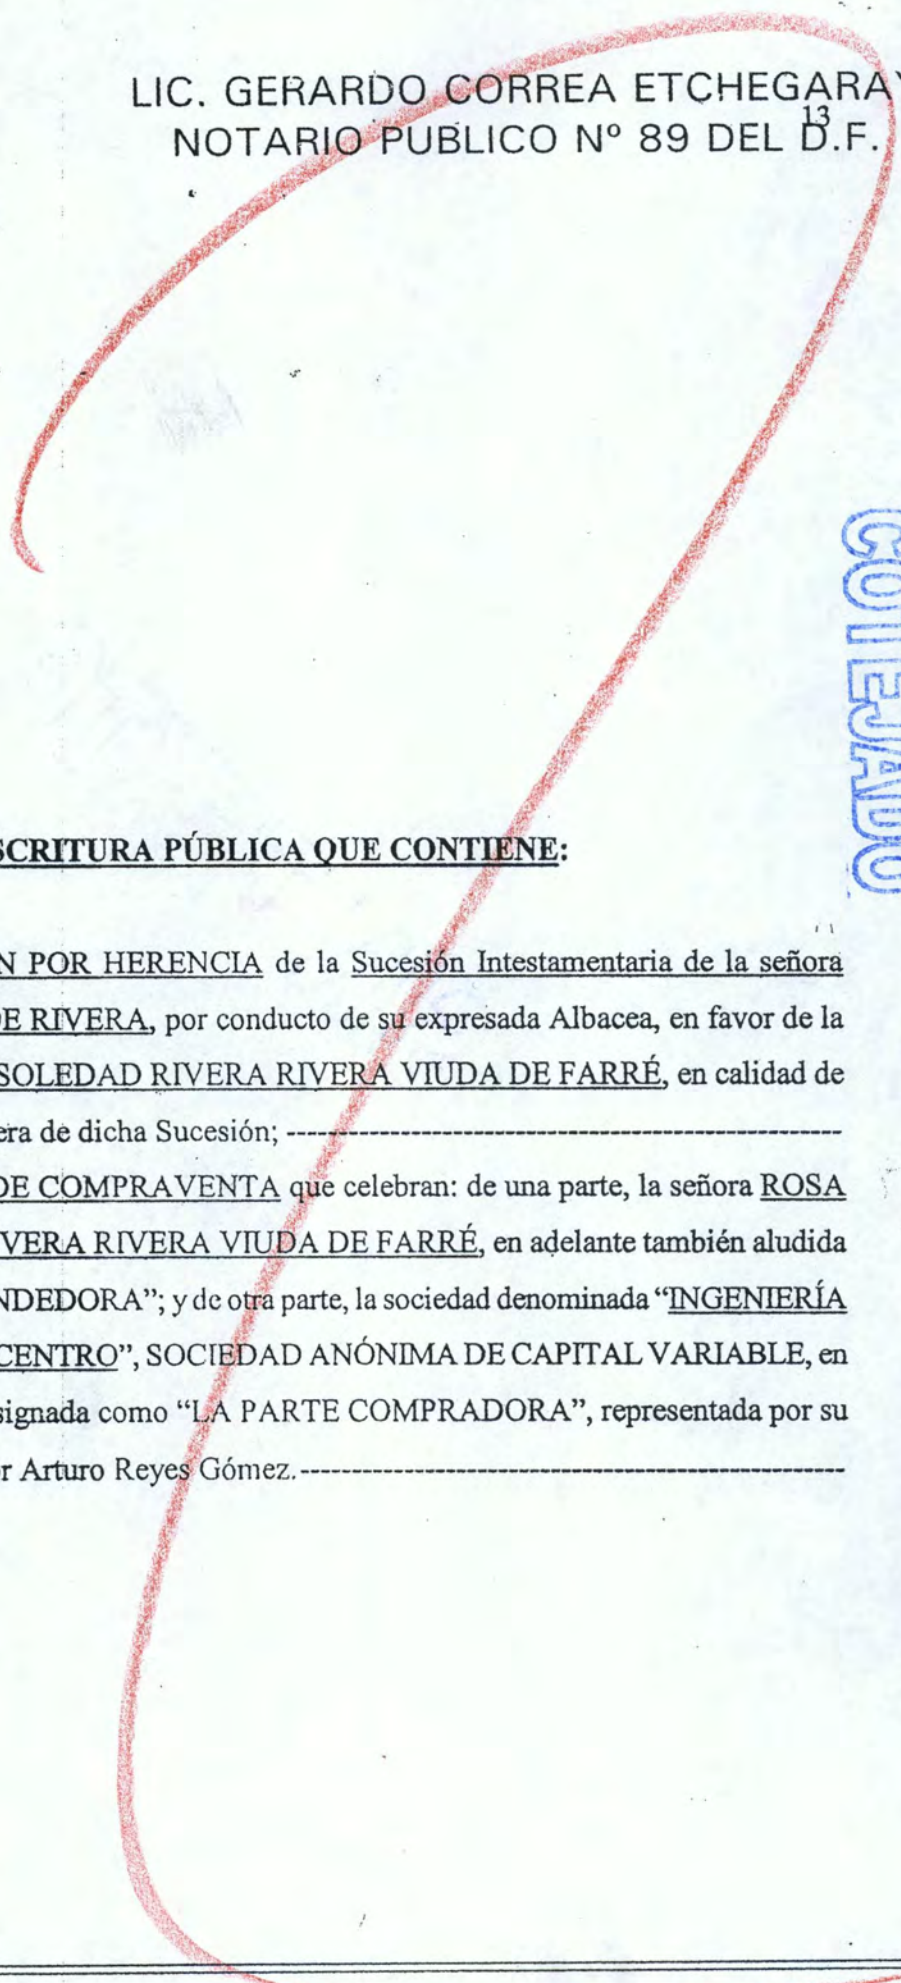 LIC. GERARDO CORREA ETCHEGARAY
NOTARIO PUBLICO Nº 89 DEL D.F.
13
COTEJADO
SCRITURA PÚBLICA QUE CONTIENE:
N POR HERENCIA de la Sucesión Intestamentaria de la señora
DE RIVERA, por conducto de su expresada Albacea, en favor de la
SOLEDAD RIVERA RIVERA VIUDA DE FARRÉ, en calidad de
era de dicha Sucesión; ------------------------------------------------------
DE COMPRAVENTA que celebran: de una parte, la señora ROSA
IVERA RIVERA VIUDA DE FARRÉ, en adelante también aludida
NDEDORA”; y de otra parte, la sociedad denominada “INGENIERÍA
CENTRO”, SOCIEDAD ANÓNIMA DE CAPITAL VARIABLE, en
signada como “LA PARTE COMPRADORA”, representada por su
r Arturo Reyes Gómez.-----------------------------------------------------